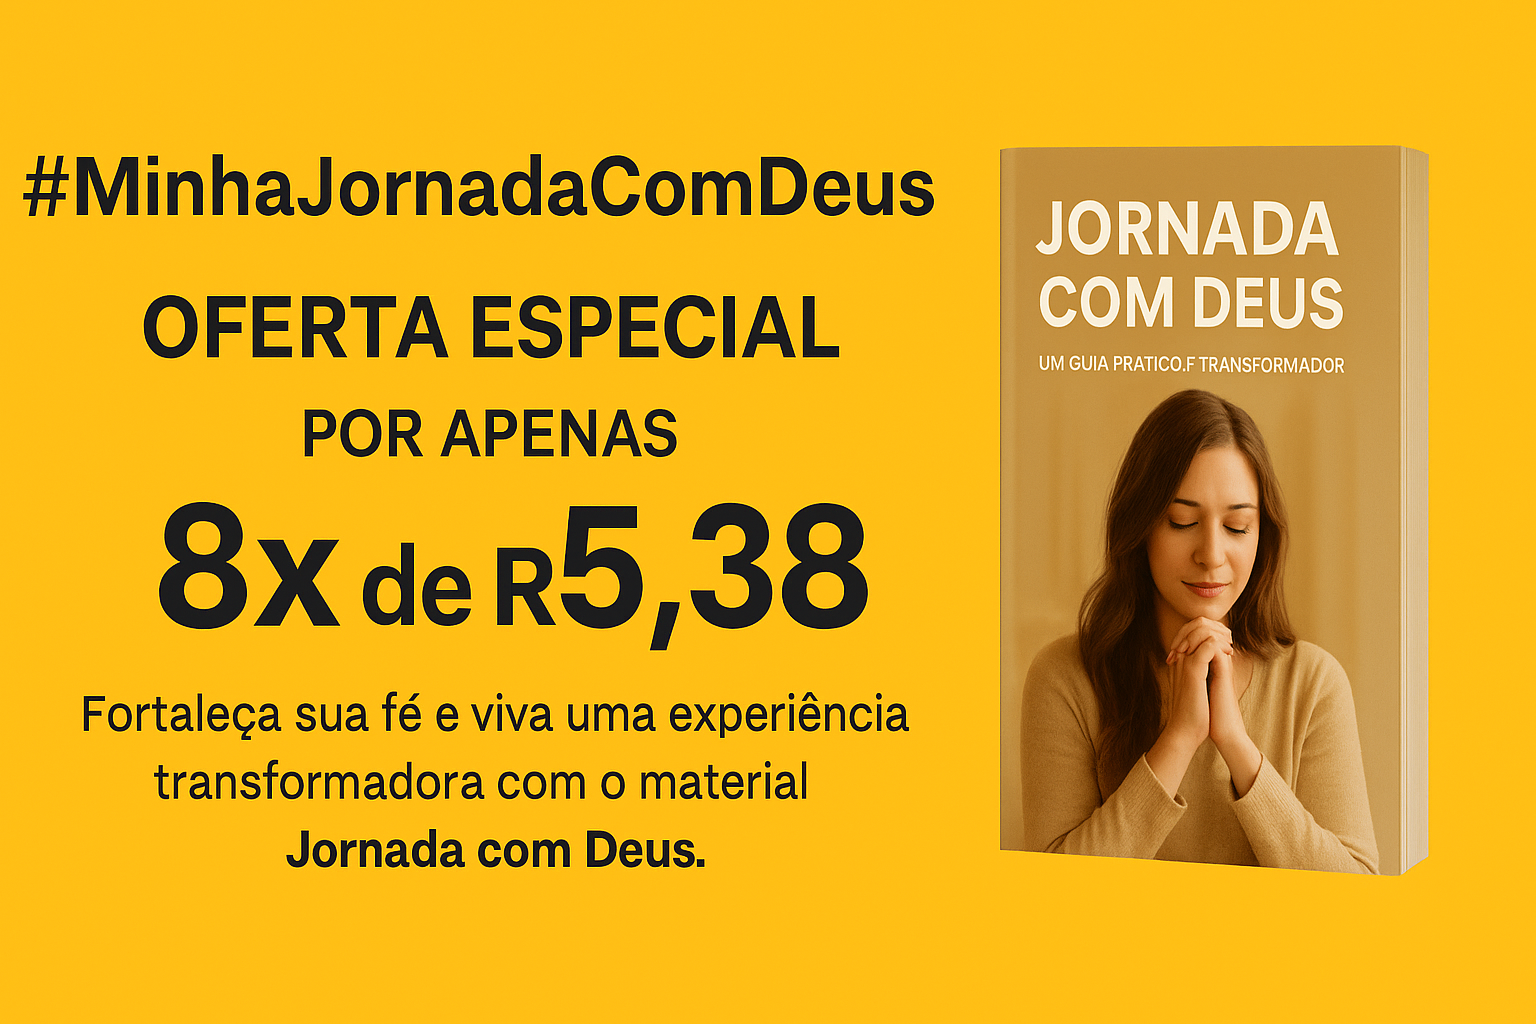 #MinhaJornadaComDeus
OFERTA ESPECIAL
POR APENAS
8x de R5,38
Fortaleça sua fé e viva uma experiência
transformadora com o material
Jornada com Deus.
JORNADA
COM DEUS
UM GUIA PRATICO.F TRANSFORMADOR